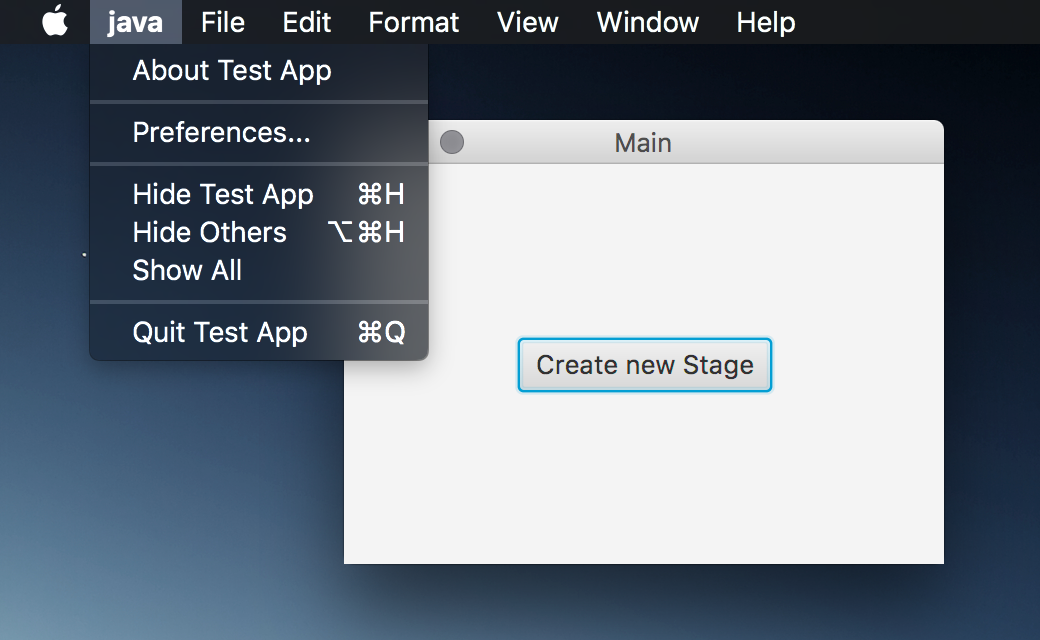 java File Edit Format View Window Help
About Test App
Preferences...
Hide Test App ⌘H
Hide Others ⌥⌘H
Show All
Quit Test App ⌘Q
Main
Create new Stage